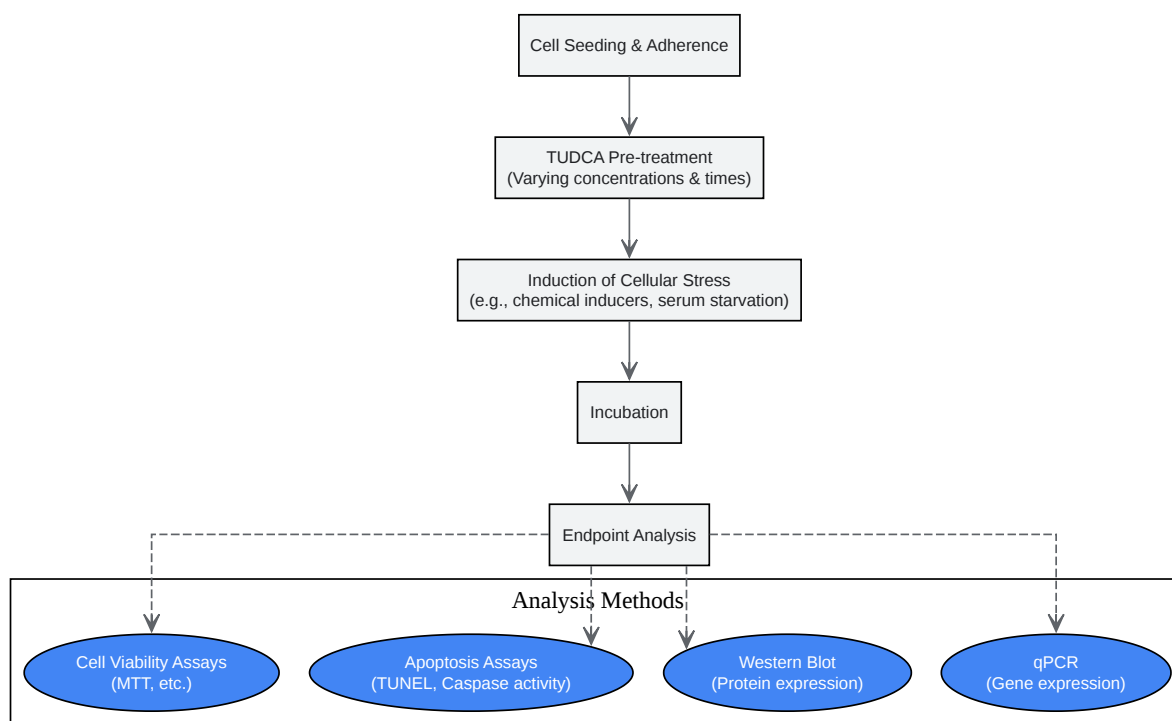 Cell Seeding & Adherence
TUDCA Pre-treatment
(Varying concentrations & times)
Induction of Cellular Stress
(e.g., chemical inducers, serum starvation)
Incubation
Endpoint Analysis
Analysis Methods
Cell Viability Assays
(MTT, etc.)
Apoptosis Assays
(TUNEL, Caspase activity)
Western Blot
(Protein expression)
qPCR
(Gene expression)